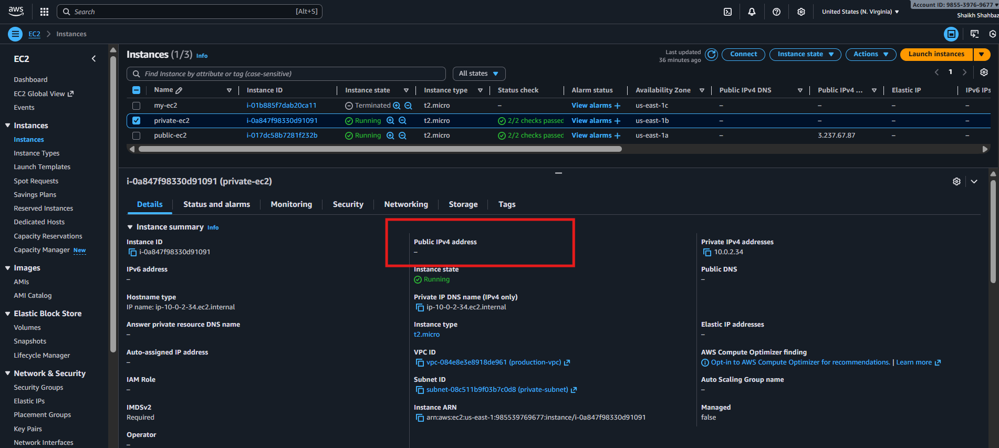 aws
Search [Alt+S]
United States (N. Virginia)
Account ID: 9855-3976-9677
Shaikh Shahbaz
EC2 Instances
EC2
Dashboard
EC2 Global View
Events
Instances
Instances
Instance Types
Launch Templates
Spot Requests
Savings Plans
Reserved Instances
Dedicated Hosts
Capacity Reservations
Capacity Manager New
Images
AMIs
AMI Catalog
Elastic Block Store
Volumes
Snapshots
Lifecycle Manager
Network & Security
Security Groups
Elastic IPs
Placement Groups
Key Pairs
Network Interfaces
Instances (1/3) Info
Last updated
36 minutes ago
Connect
Instance state
Actions
Launch instances
Find Instance by attribute or tag (case-sensitive)
All states
1
Name Instance ID Instance state Instance type Status check Alarm status Availability Zone Public IPv4 DNS Public IPv4 ... Elastic IP IPv6 IPs
my-ec2 i-01b885f7dab20ca11 Terminated t2.micro – View alarms + us-east-1c – – – –
private-ec2 i-0a847f98330d91091 Running t2.micro 2/2 checks passed View alarms + us-east-1b – – – –
public-ec2 i-017dc58b7281f232b Running t2.micro 2/2 checks passed View alarms + us-east-1a – 3.237.67.87 – –
i-0a847f98330d91091 (private-ec2)
Details Status and alarms Monitoring Security Networking Storage Tags
Instance summary Info
Instance ID
i-0a847f98330d91091
Public IPv4 address
–
Private IPv4 addresses
10.0.2.34
IPv6 address
–
Instance state
Running
Public DNS
–
Hostname type
IP name: ip-10-0-2-34.ec2.internal
Private IP DNS name (IPv4 only)
ip-10-0-2-34.ec2.internal
Answer private resource DNS name
–
Instance type
t2.micro
Elastic IP addresses
–
Auto-assigned IP address
–
VPC ID
vpc-084e8e3e8918de961 (production-vpc)
AWS Compute Optimizer finding
Opt-in to AWS Compute Optimizer for recommendations. | Learn more
IAM Role
–
Subnet ID
subnet-08c511b9f03b7c0d8 (private-subnet)
Auto Scaling Group name
–
IMDSv2
Required
Instance ARN
arn:aws:ec2:us-east-1:985539769677:instance/i-0a847f98330d91091
Managed
false
Operator
–